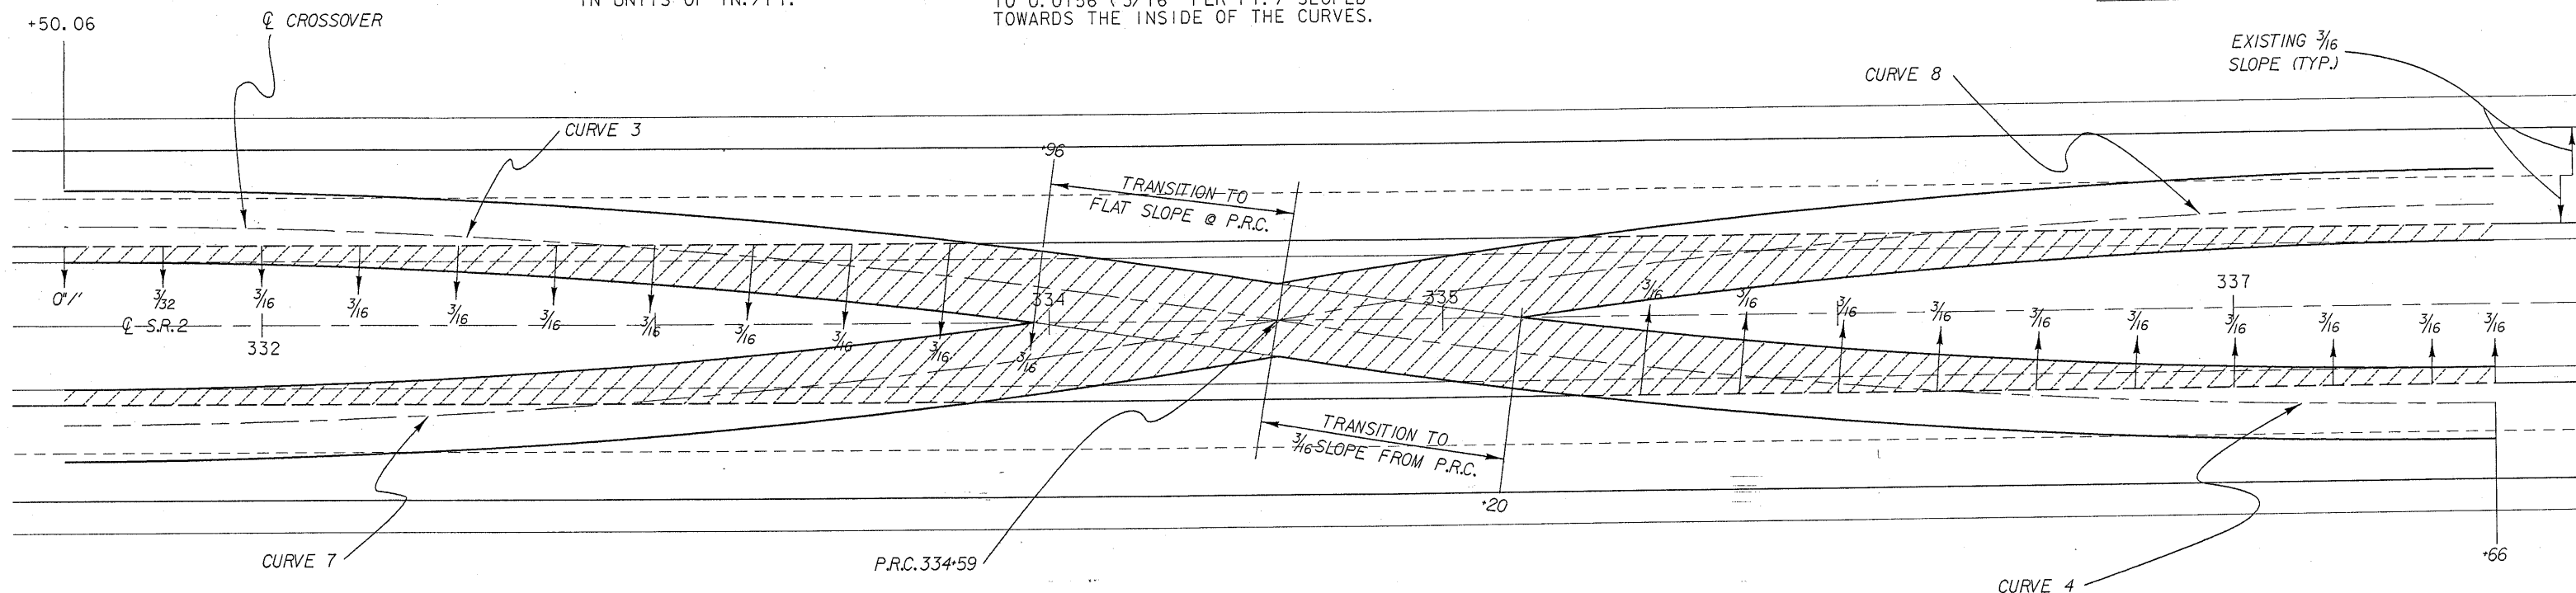 IN UNITS OF IN./FT.
TO 0.0156 (3/16" PER FT.) SLOPED
TOWARDS THE INSIDE OF THE CURVES.
+50.06
℄ CROSSOVER
CURVE 3
+96
TRANSITION TO
FLAT SLOPE @ P.R.C.
CURVE 8
EXISTING 3/16
SLOPE (TYP.)
0"/'
3/32
3/16
3/16
3/16
3/16
3/16
3/16
3/16
3/16
3/16
℄ S.R.2
332
334
335
337
3/16
3/16
3/16
3/16
3/16
3/16
3/16
3/16
3/16
3/16
TRANSITION TO
3/16 SLOPE FROM P.R.C.
+20
CURVE 7
P.R.C. 334+59
CURVE 4
+66